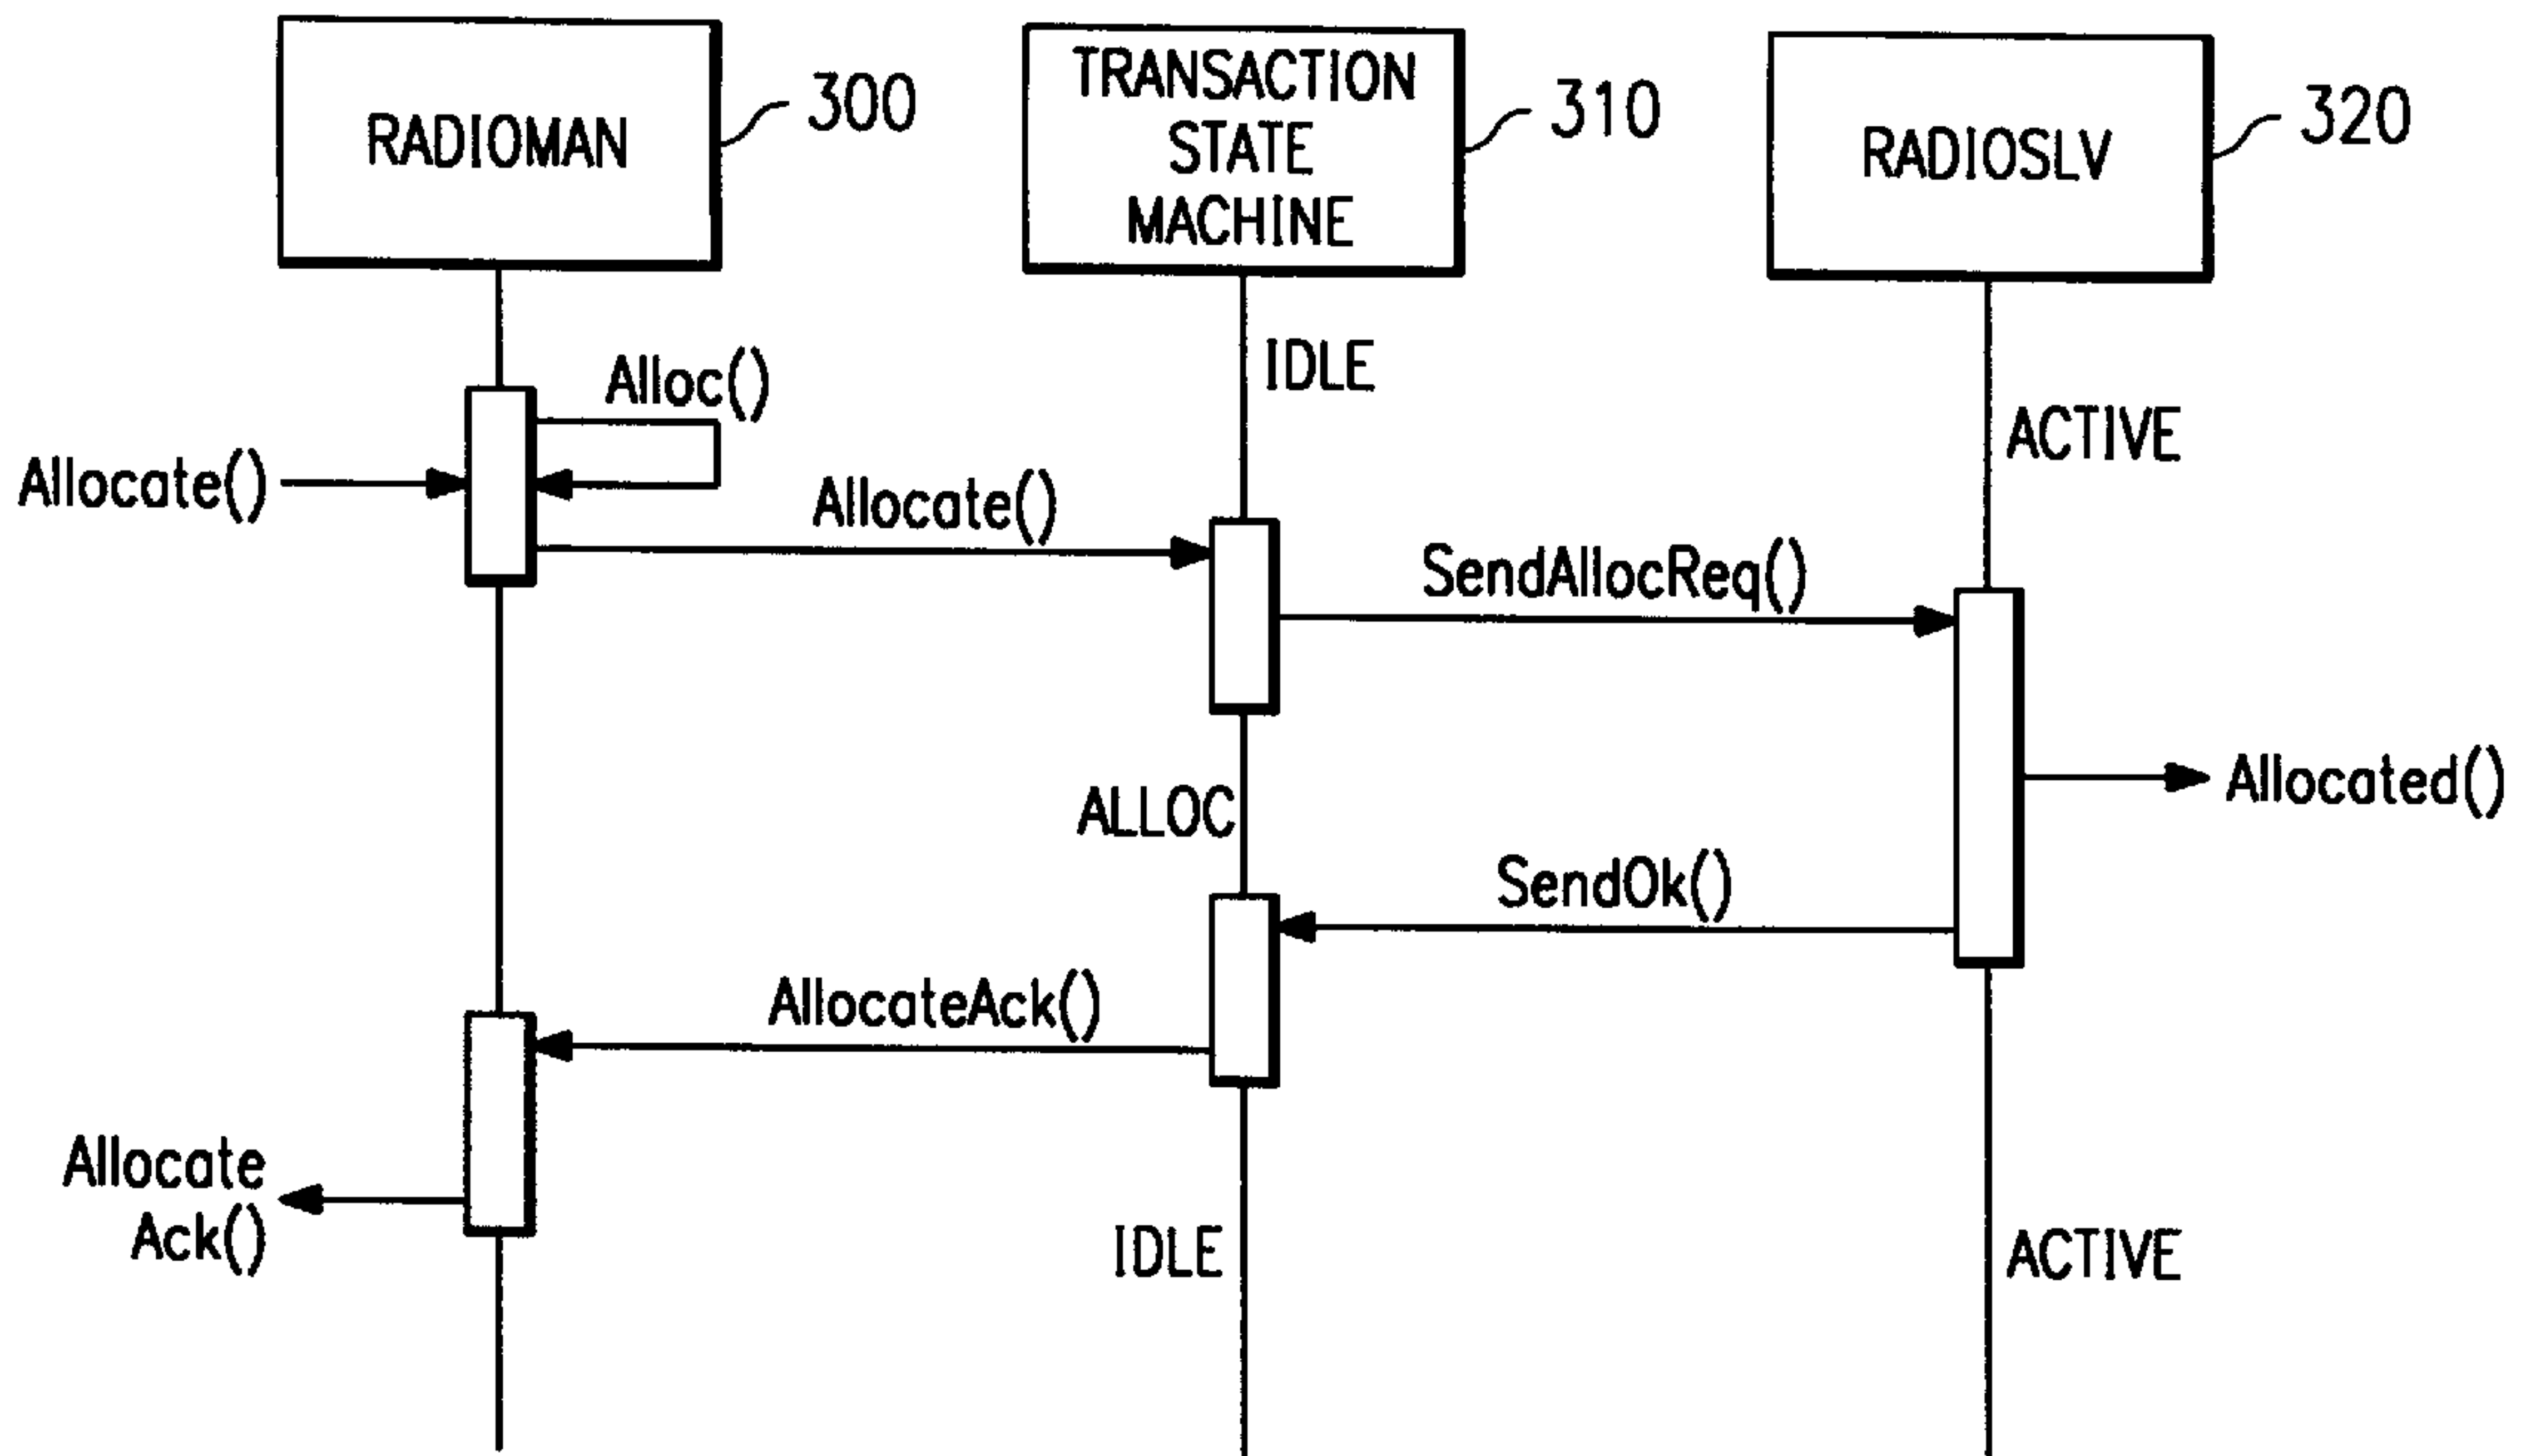 RADIOMAN
300
TRANSACTION
STATE
MACHINE
310
RADIOSLV
320
IDLE
Alloc()
ACTIVE
Allocate()
Allocate()
SendAllocReq()
Allocated()
ALLOC
SendOk()
AllocateAck()
Allocate
Ack()
IDLE
ACTIVE